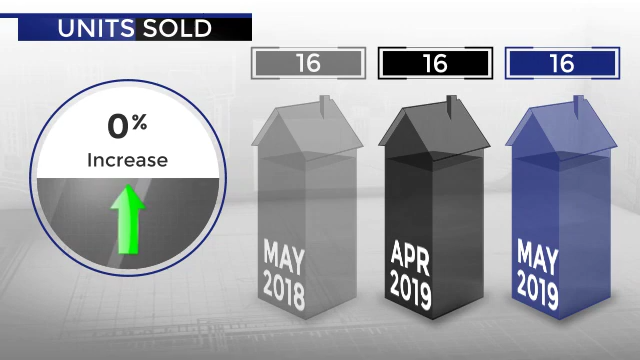 UNITS SOLD
0%
Increase
16
16
16
MAY
2018
APR
2019
MAY
2019